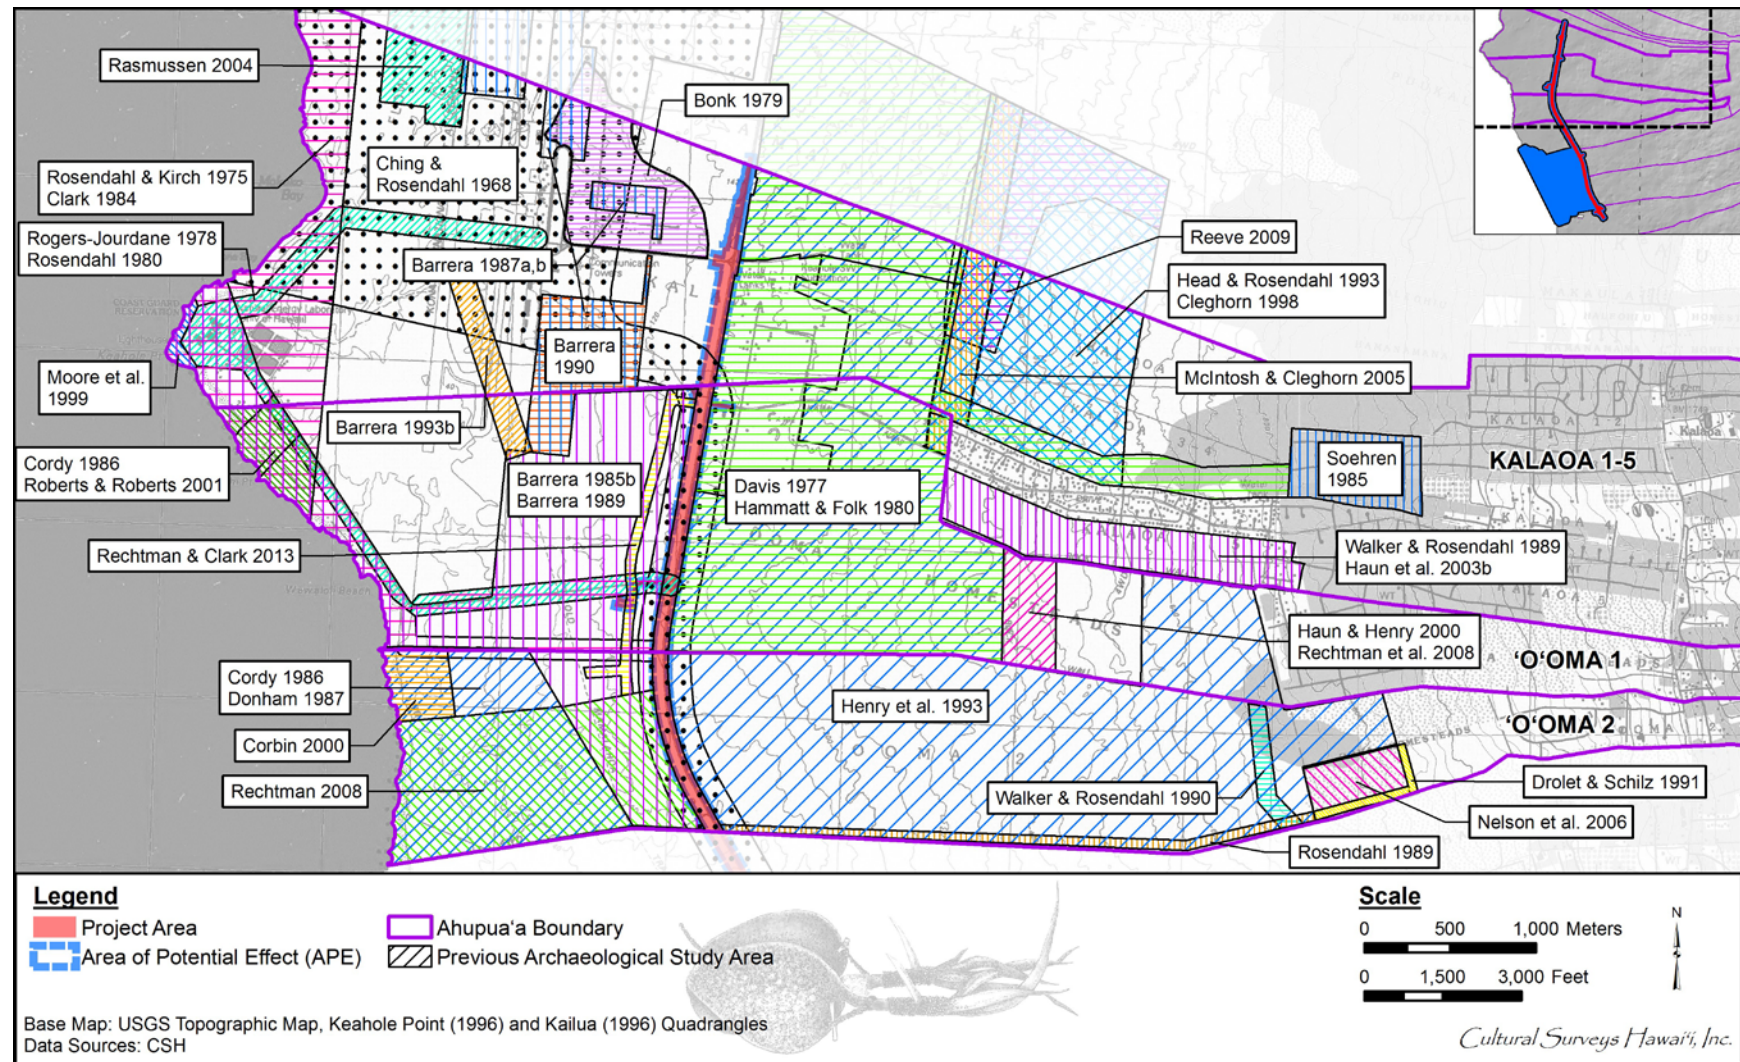 Rasmussen 2004
Bonk 1979
Ching &
Rosendahl 1968
Rosendahl & Kirch 1975
Clark 1984
Rogers-Jourdane 1978
Rosendahl 1980
Barrera 1987a,b
Reeve 2009
Head & Rosendahl 1993
Cleghorn 1998
Barrera
1990
Moore et al.
1999
McIntosh & Cleghorn 2005
Barrera 1993b
Cordy 1986
Roberts & Roberts 2001
Barrera 1985b
Barrera 1989
Davis 1977
Hammatt & Folk 1980
Soehren
1985
KALAOA 1-5
Rechtman & Clark 2013
Walker & Rosendahl 1989
Haun et al. 2003b
Haun & Henry 2000
Rechtman et al. 2008
‘O‘OMA 1
Cordy 1986
Donham 1987
Henry et al. 1993
‘O‘OMA 2
Corbin 2000
Rechtman 2008
Walker & Rosendahl 1990
Drolet & Schilz 1991
Nelson et al. 2006
Rosendahl 1989
Legend
Project Area
Area of Potential Effect (APE)
Ahupua‘a Boundary
Previous Archaeological Study Area
Scale
0 500 1,000 Meters
0 1,500 3,000 Feet
N
Base Map: USGS Topographic Map, Keahole Point (1996) and Kailua (1996) Quadrangles
Data Sources: CSH
Cultural Surveys Hawai‘i, Inc.